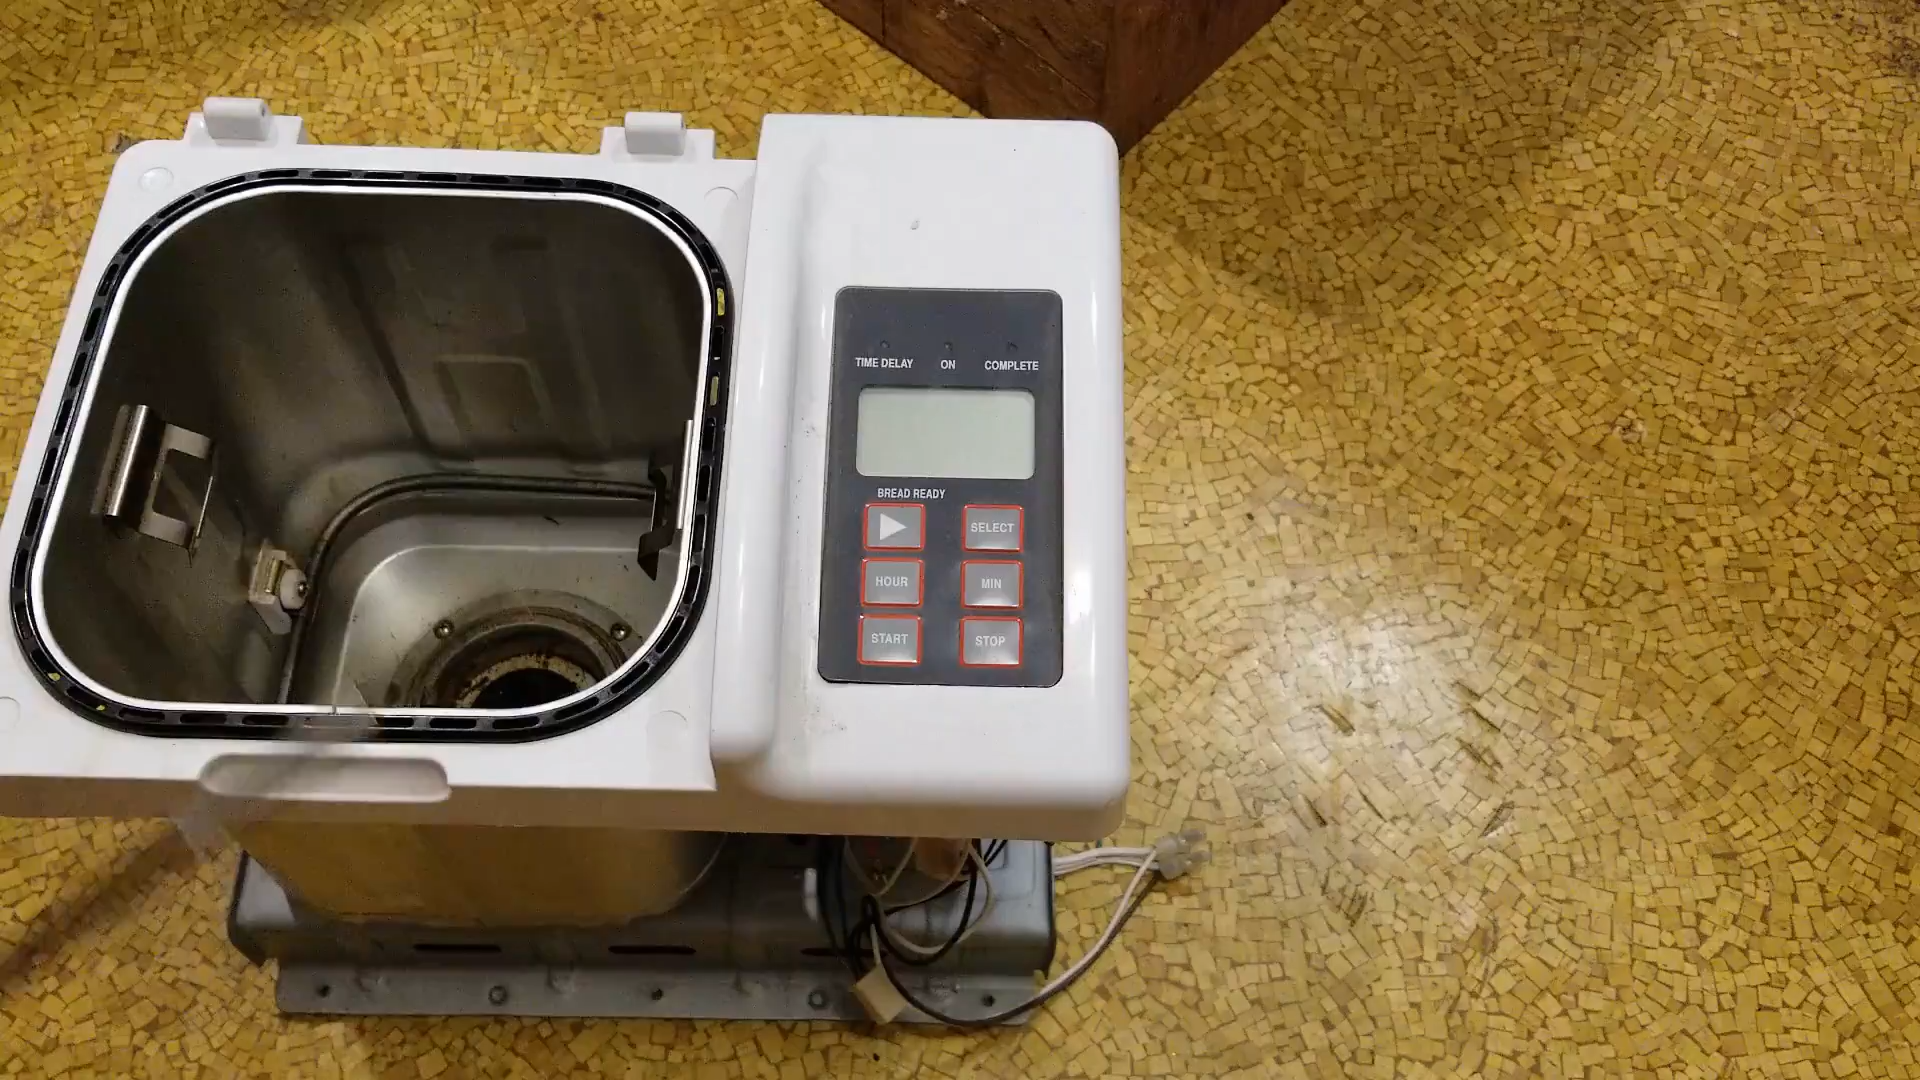 TIME DELAY ON COMPLETE
BREAD READY
SELECT
HOUR MIN
START STOP